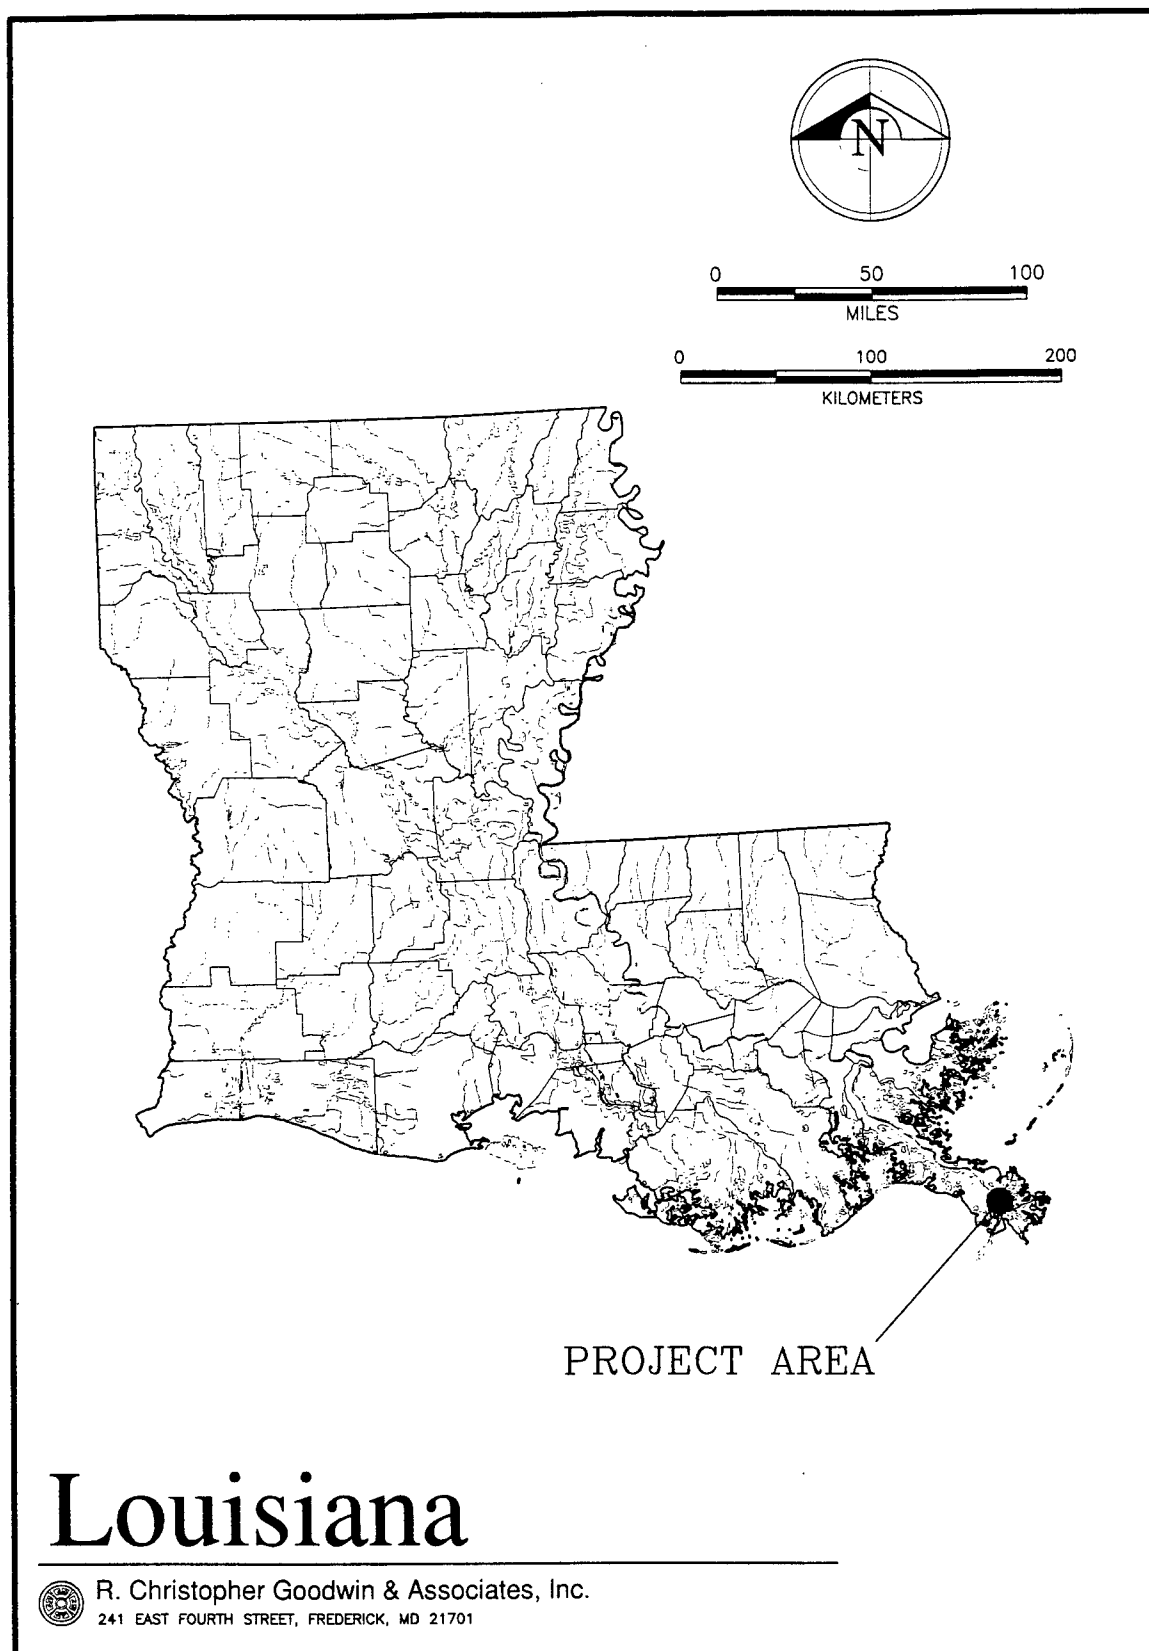 N
0 50 100
MILES
0 100 200
KILOMETERS
PROJECT AREA
Louisiana
R. Christopher Goodwin & Associates, Inc.
241 EAST FOURTH STREET, FREDERICK, MD 21701